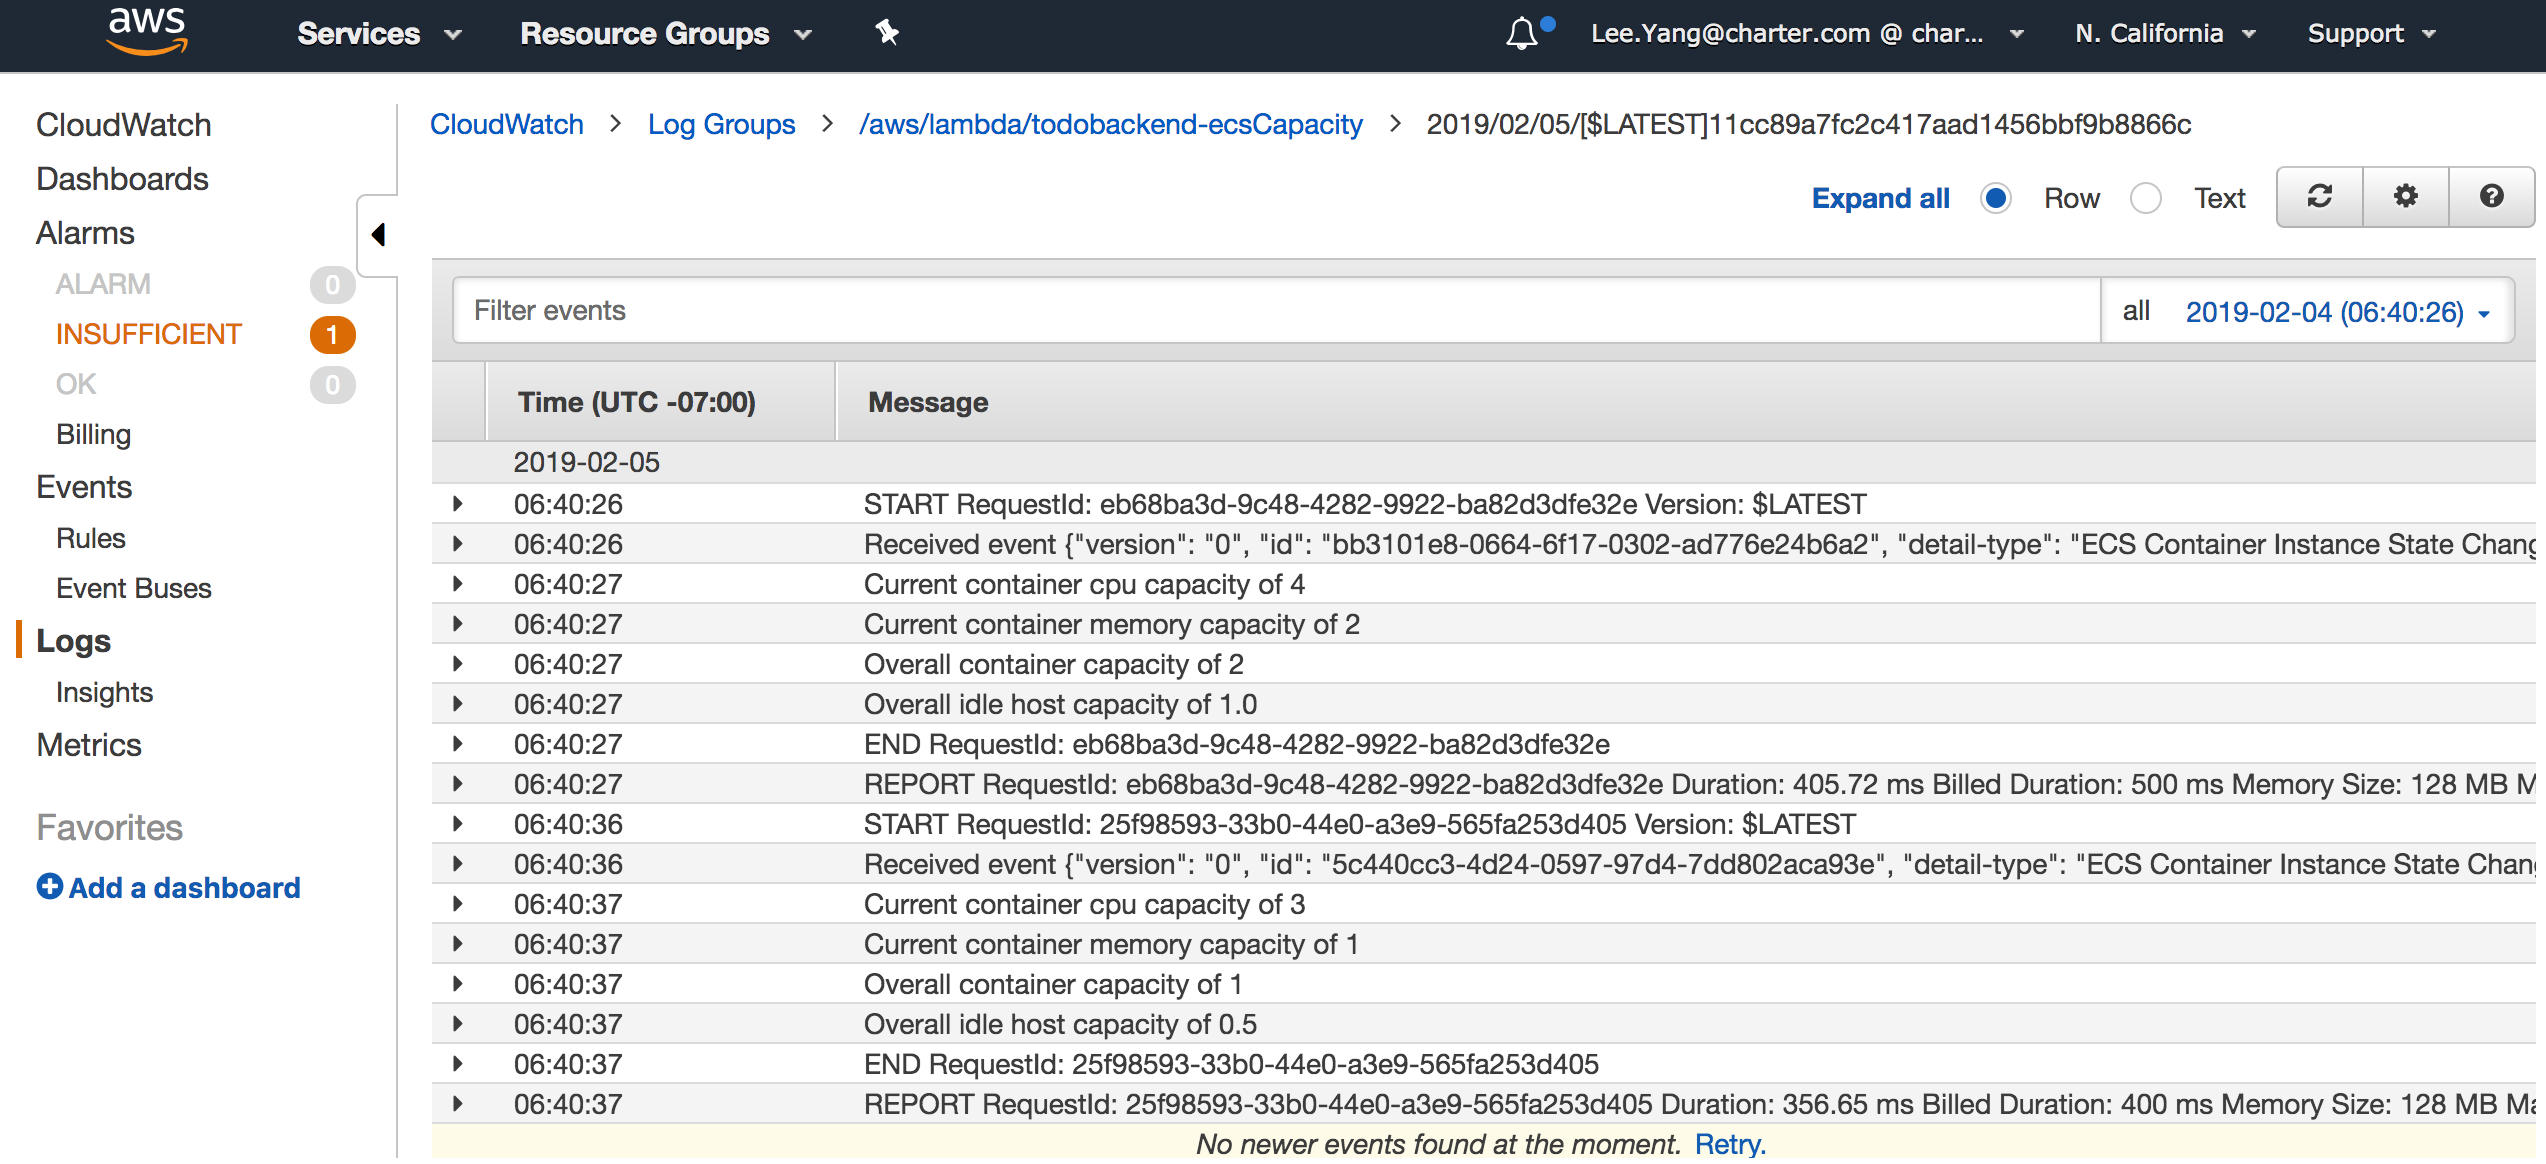 aws Services Resource Groups Lee.Yang@charter.com @ char... N. California Support
CloudWatch
Dashboards
Alarms
ALARM 0
INSUFFICIENT 1
OK 0
Billing
Events
Rules
Event Buses
Logs
Insights
Metrics
Favorites
Add a dashboard
CloudWatch > Log Groups > /aws/lambda/todobackend-ecsCapacity > 2019/02/05/[$LATEST]11cc89a7fc2c417aad1456bbf9b8866c
Expand all Row Text
Filter events all 2019-02-04 (06:40:26)
Time (UTC -07:00) Message
2019-02-05
06:40:26 START RequestId: eb68ba3d-9c48-4282-9922-ba82d3dfe32e Version: $LATEST
06:40:26 Received event {"version": "0", "id": "bb3101e8-0664-6f17-0302-ad776e24b6a2", "detail-type": "ECS Container Instance State Chang
06:40:27 Current container cpu capacity of 4
06:40:27 Current container memory capacity of 2
06:40:27 Overall container capacity of 2
06:40:27 Overall idle host capacity of 1.0
06:40:27 END RequestId: eb68ba3d-9c48-4282-9922-ba82d3dfe32e
06:40:27 REPORT RequestId: eb68ba3d-9c48-4282-9922-ba82d3dfe32e Duration: 405.72 ms Billed Duration: 500 ms Memory Size: 128 MB M
06:40:36 START RequestId: 25f98593-33b0-44e0-a3e9-565fa253d405 Version: $LATEST
06:40:36 Received event {"version": "0", "id": "5c440cc3-4d24-0597-97d4-7dd802aca93e", "detail-type": "ECS Container Instance State Chan
06:40:37 Current container cpu capacity of 3
06:40:37 Current container memory capacity of 1
06:40:37 Overall container capacity of 1
06:40:37 Overall idle host capacity of 0.5
06:40:37 END RequestId: 25f98593-33b0-44e0-a3e9-565fa253d405
06:40:37 REPORT RequestId: 25f98593-33b0-44e0-a3e9-565fa253d405 Duration: 356.65 ms Billed Duration: 400 ms Memory Size: 128 MB Ma
No newer events found at the moment. Retry.